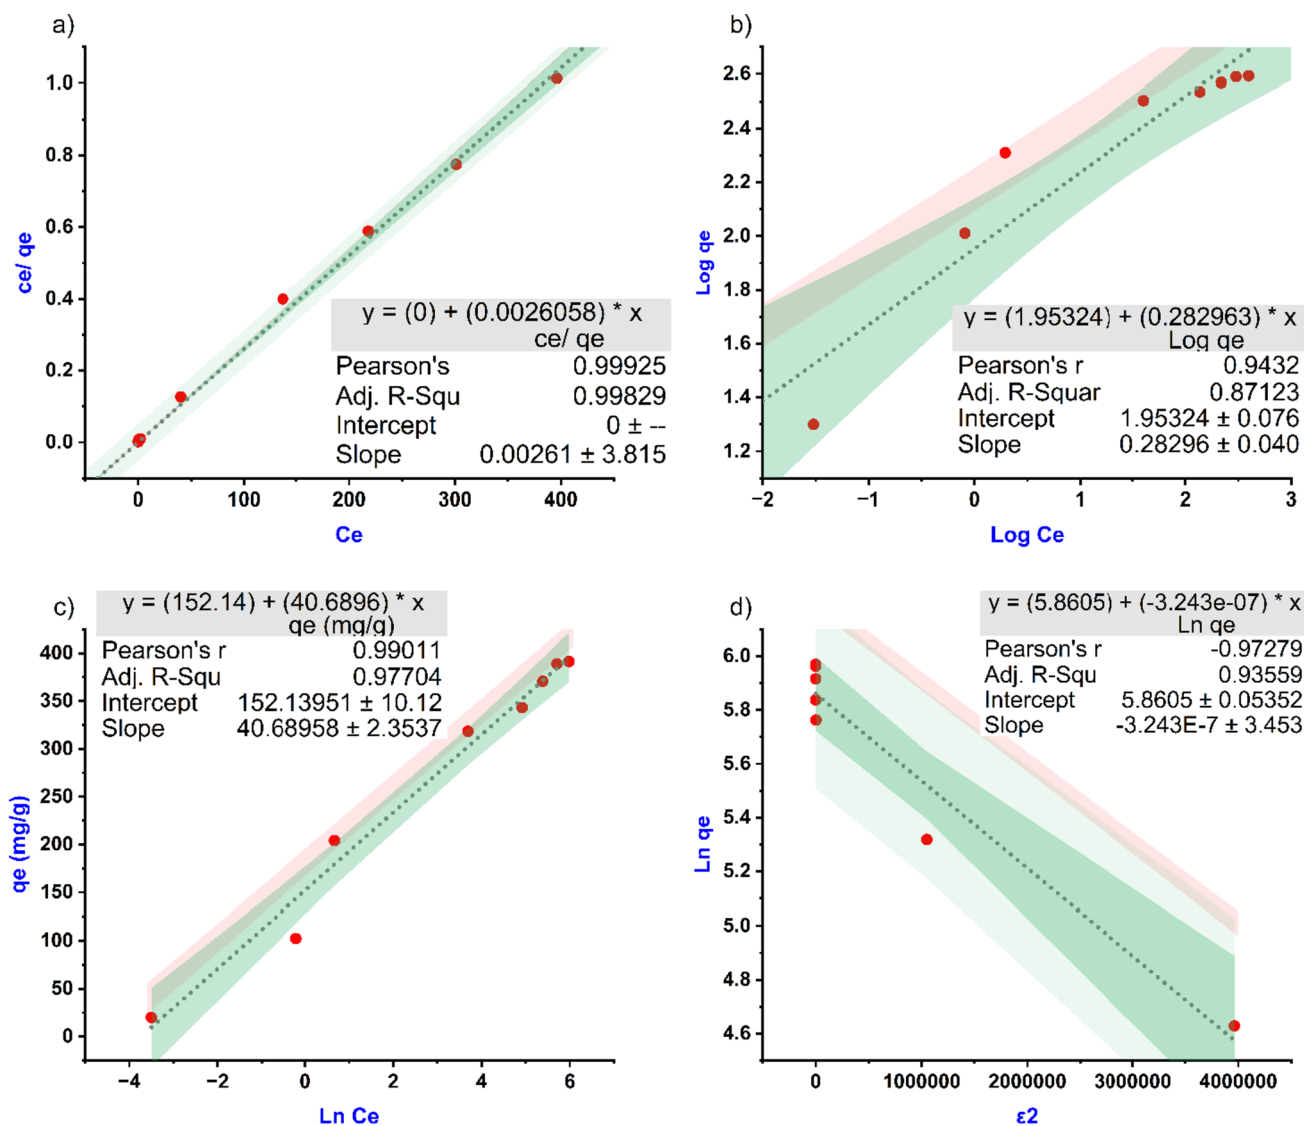 a)
1.0
0.8
0.6
0.4
0.2
0.0
ce/ qe
y = (0) + (0.0026058) * x
ce/ qe
Pearson's 0.99925
Adj. R-Squ 0.99829
Intercept 0 ± --
Slope 0.00261 ± 3.815
0 100 200 300 400
Ce
b)
2.6
2.4
2.2
2.0
1.8
1.6
1.4
1.2
Log qe
y = (1.95324) + (0.282963) * x
Log qe
Pearson's r 0.9432
Adj. R-Squar 0.87123
Intercept 1.95324 ± 0.076
Slope 0.28296 ± 0.040
−2 −1 0 1 2 3
Log Ce
c)
y = (152.14) + (40.6896) * x
qe (mg/g)
Pearson's r 0.99011
Adj. R-Squ 0.97704
Intercept 152.13951 ± 10.12
Slope 40.68958 ± 2.3537
400
350
300
250
200
150
100
50
0
qe (mg/g)
−4 −2 0 2 4 6
Ln Ce
d)
y = (5.8605) + (-3.243e-07) * x
Ln qe
Pearson's r -0.97279
Adj. R-Squar 0.93559
Intercept 5.8605 ± 0.05352
Slope -3.243E-7 ± 3.453
6.0
5.8
5.6
5.4
5.2
5.0
4.8
4.6
Ln qe
0 1000000 2000000 3000000 4000000
ε2